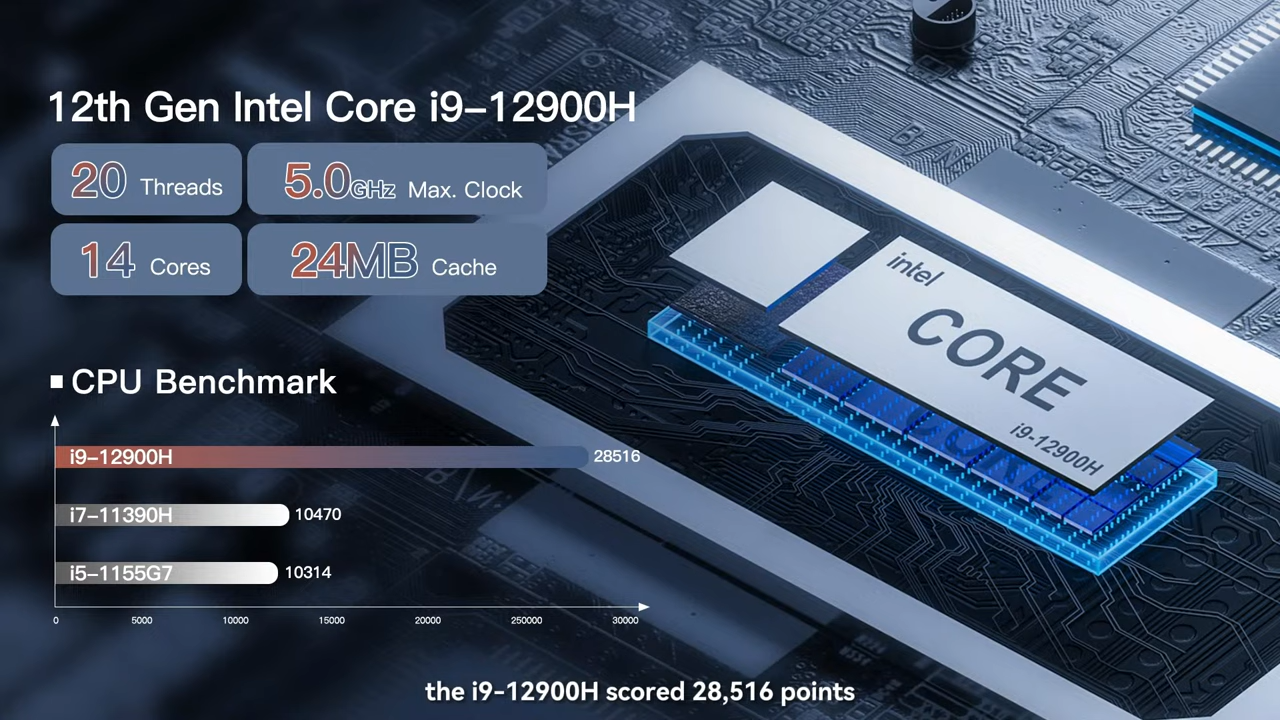 12th Gen Intel Core i9-12900H
20 Threads
5.0GHz Max. Clock
14 Cores
24MB Cache
CPU Benchmark
i9-12900H 28516
i7-11390H 10470
i5-1155G7 10314
0 5000 10000 15000 20000 250000 30000
intel
CORE
i9-12900H
the i9-12900H scored 28,516 points